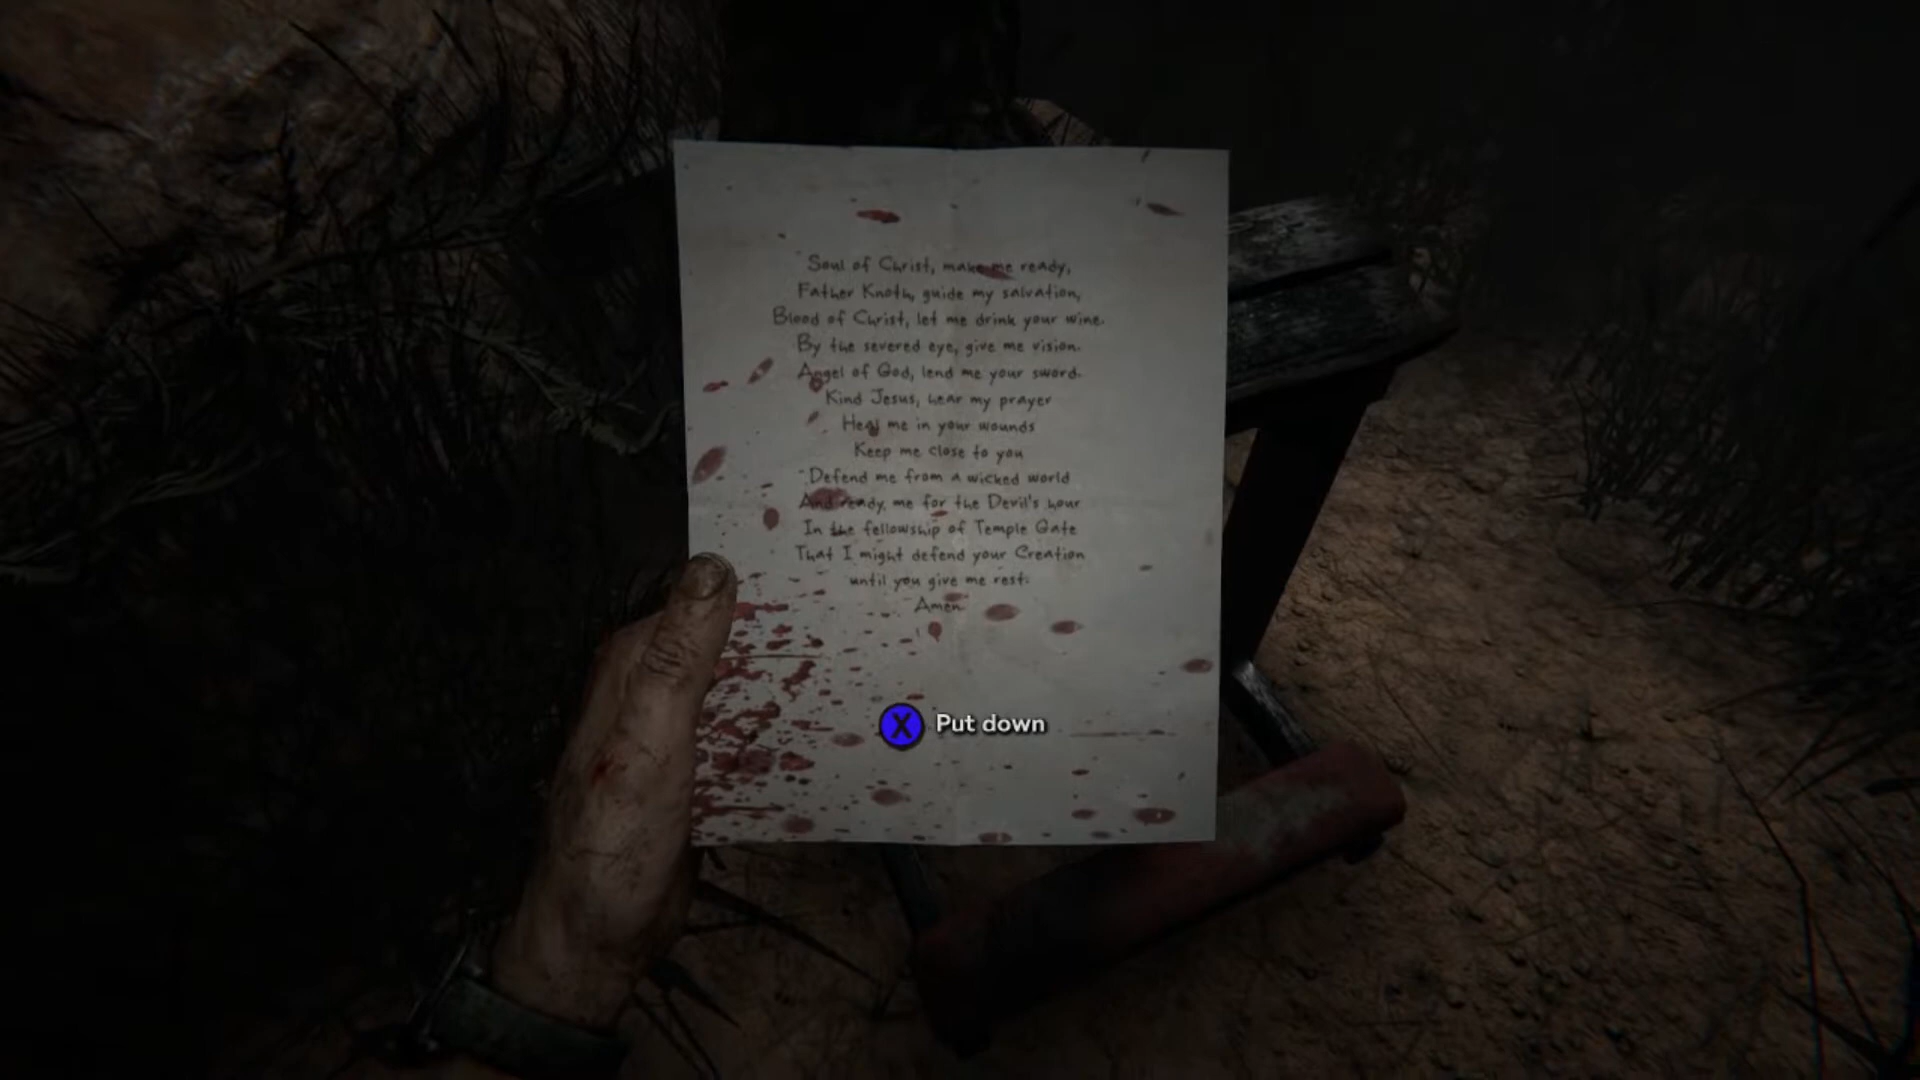 Soul of Christ, make me ready,
Father Knoth, guide my salvation,
Blood of Christ, let me drink your wine.
By the severed eye, give me vision.
Angel of God, lend me your sword.
Kind Jesus, hear my prayer
Heal me in your wounds
Keep me close to you
Defend me from a wicked world
And ready me for the Devil's hour
In the fellowship of Temple Gate
That I might defend your Creation
until you give me rest.
Amen
X Put down